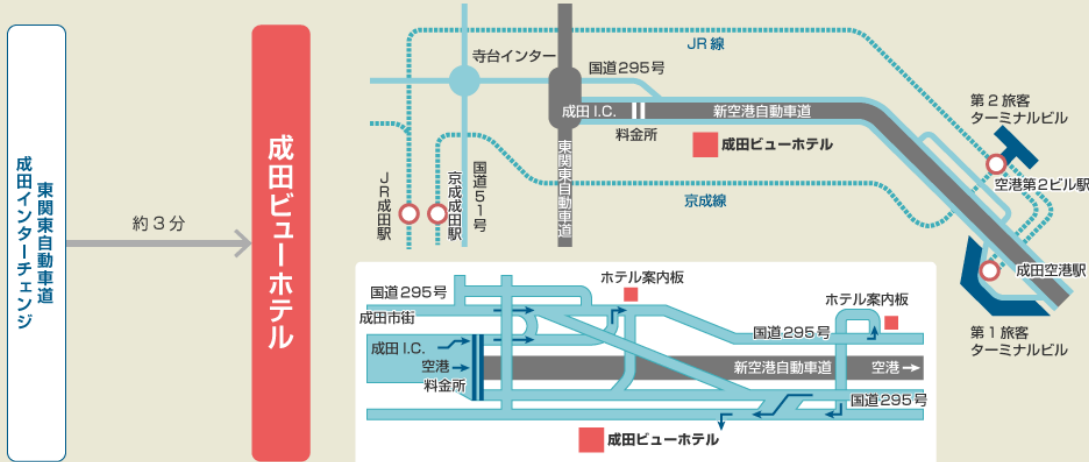 東関東自動車道
成田インターチェンジ
約3分
成田ビューホテル
JR線
寺台インター
国道295号
成田I.C.
新空港自動車道
料金所
成田ビューホテル
第2旅客
ターミナルビル
空港第2ビル駅
JR成田駅
京成成田駅
国道51号
東関東自動車道
京成線
成田空港駅
第1旅客
ターミナルビル
ホテル案内板
国道295号
成田市街
成田I.C.
空港
料金所
ホテル案内板
国道295号
新空港自動車道
空港
国道295号
成田ビューホテル